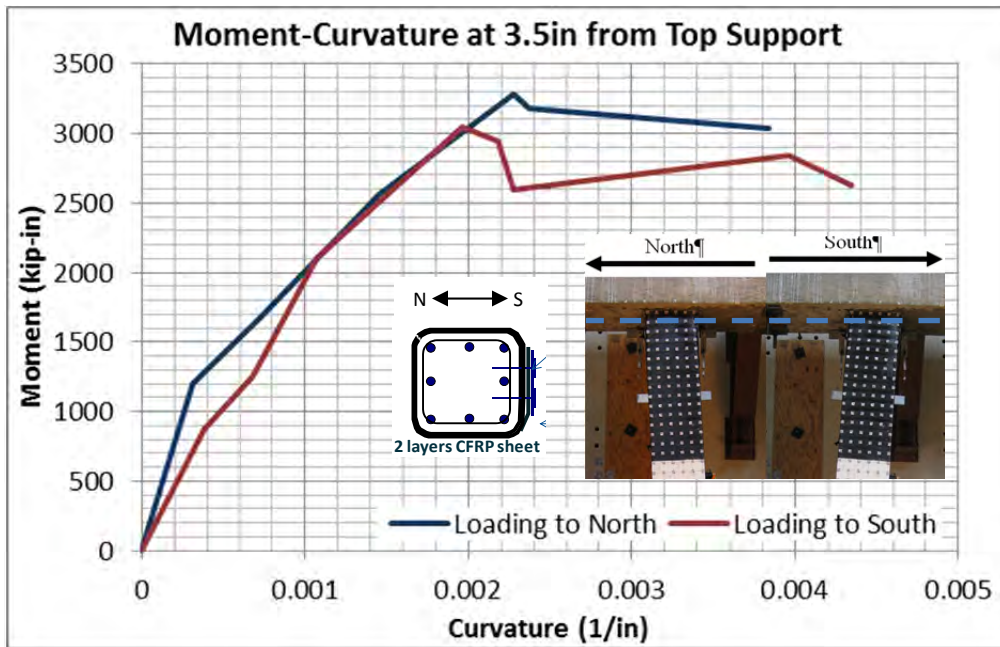 Moment-Curvature at 3.5in from Top Support
3500
3000
2500
2000
1500
1000
500
0
Moment (kip-in)
North¶
South¶
N
S
2 layers CFRP sheet
Loading to North
Loading to South
0
0.001
0.002
0.003
0.004
0.005
Curvature (1/in)